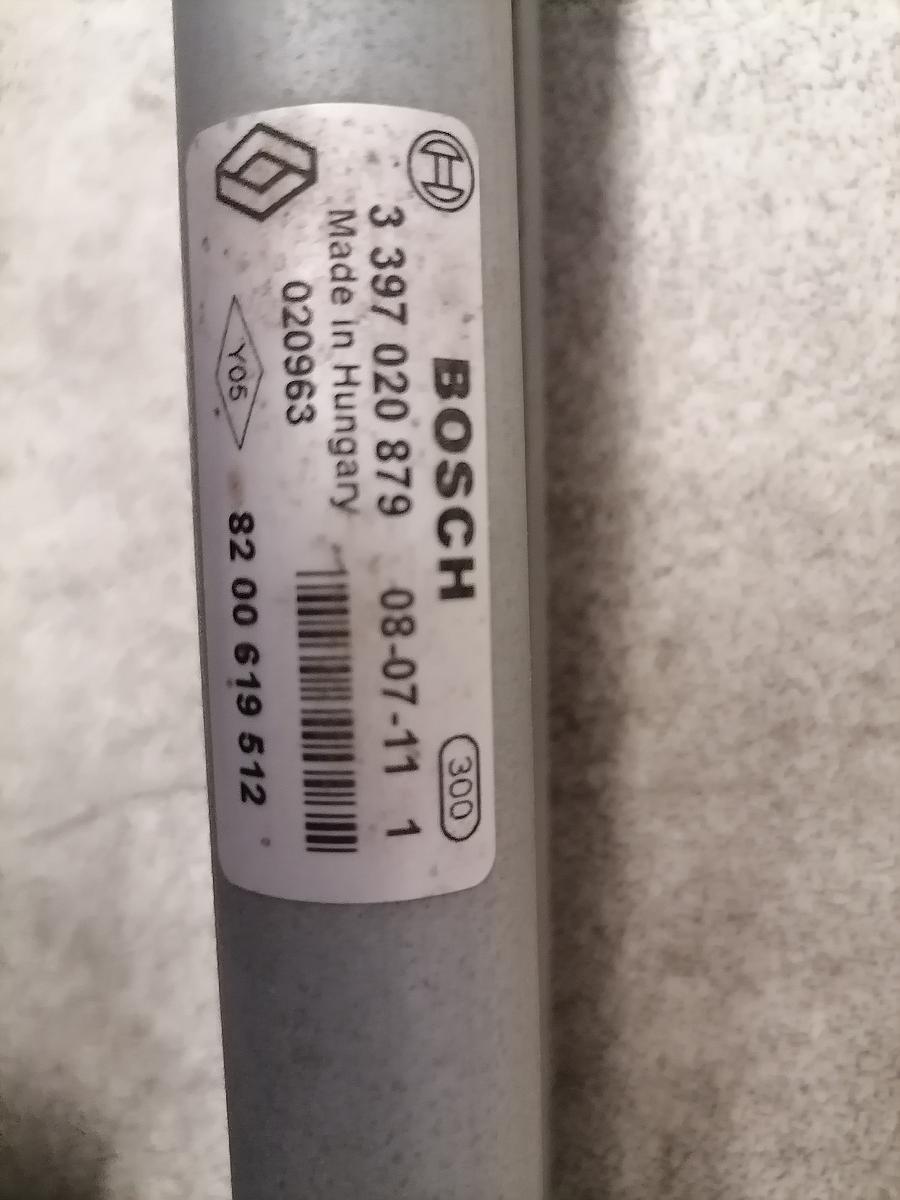 BOSCH
300
3 397 020 879 08-07-11 1
Made in Hungary
020963
Y05
82 00 619 512